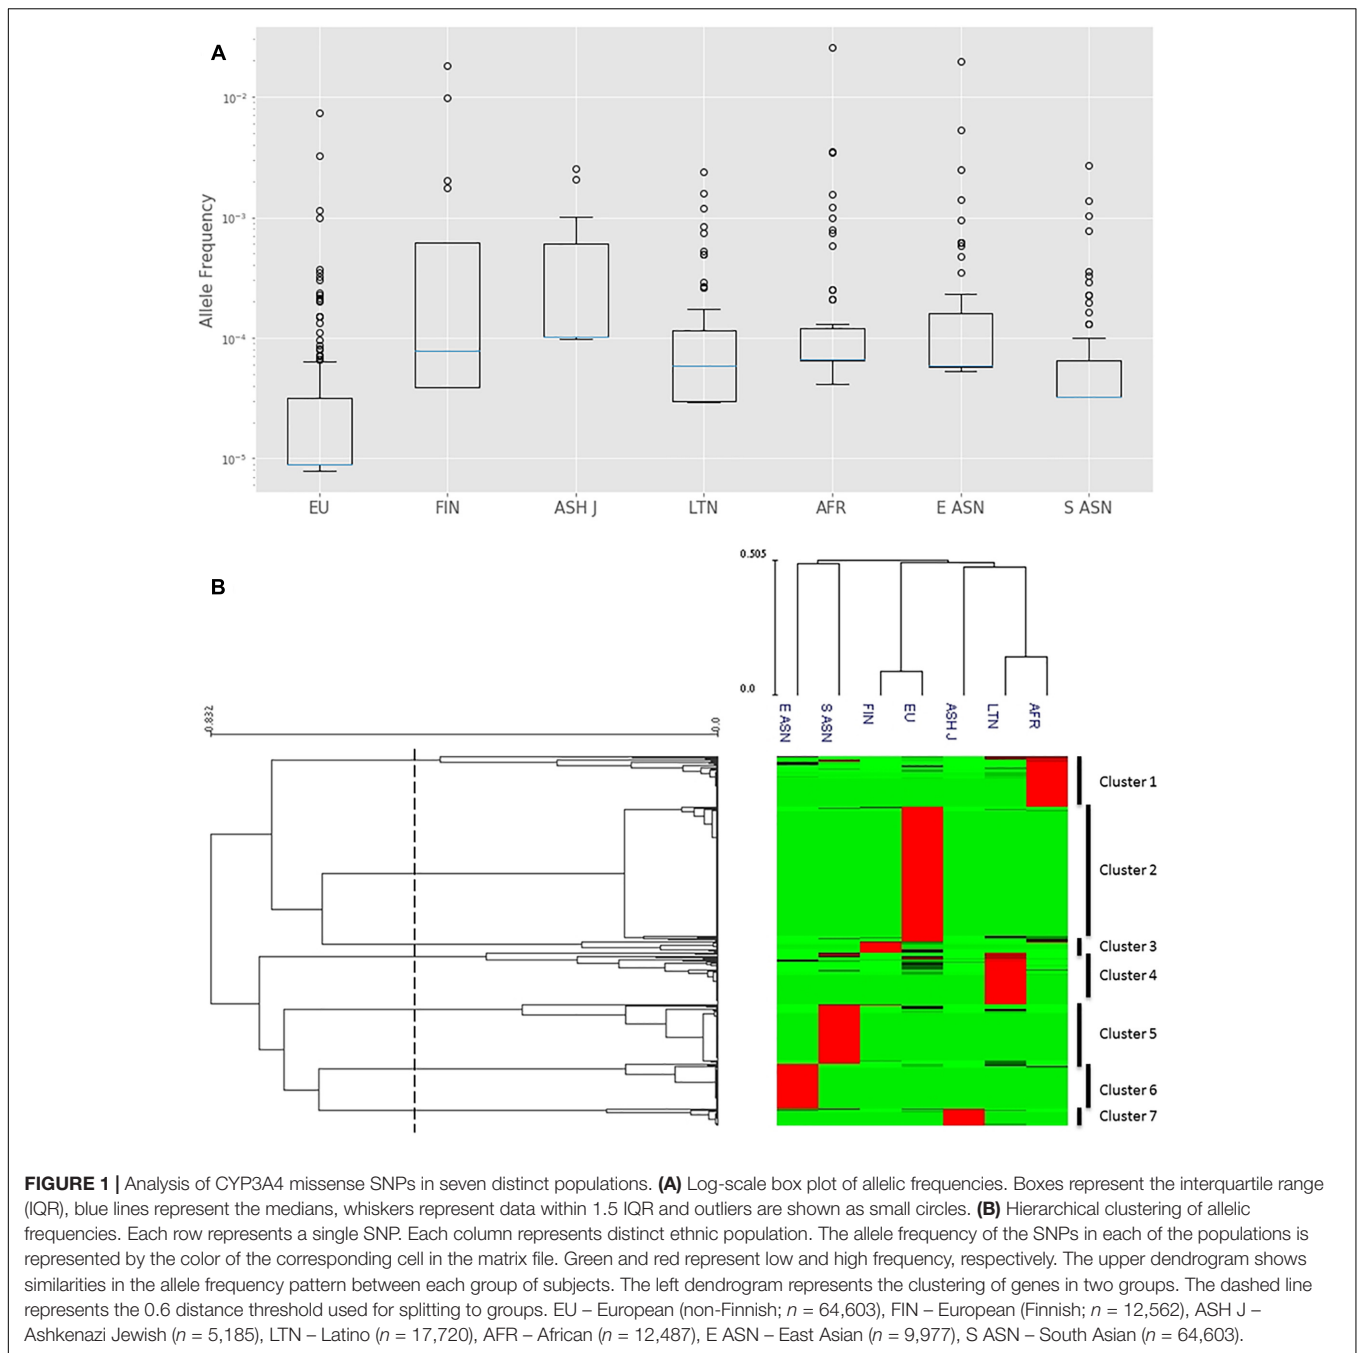 A
Allele Frequency
10⁻²
10⁻³
10⁻⁴
10⁻⁵
EU FIN ASH J LTN AFR E ASN S ASN
B
0.505
0.0
0.832 0.0
E ASN S ASN FIN EU ASH J LTN AFR
Cluster 1
Cluster 2
Cluster 3
Cluster 4
Cluster 5
Cluster 6
Cluster 7
FIGURE 1 | Analysis of CYP3A4 missense SNPs in seven distinct populations. (A) Log-scale box plot of allelic frequencies. Boxes represent the interquartile range
(IQR), blue lines represent the medians, whiskers represent data within 1.5 IQR and outliers are shown as small circles. (B) Hierarchical clustering of allelic
frequencies. Each row represents a single SNP. Each column represents distinct ethnic population. The allele frequency of the SNPs in each of the populations is
represented by the color of the corresponding cell in the matrix file. Green and red represent low and high frequency, respectively. The upper dendrogram shows
similarities in the allele frequency pattern between each group of subjects. The left dendrogram represents the clustering of genes in two groups. The dashed line
represents the 0.6 distance threshold used for splitting to groups. EU – European (non-Finnish; n = 64,603), FIN – European (Finnish; n = 12,562), ASH J –
Ashkenazi Jewish (n = 5,185), LTN – Latino (n = 17,720), AFR – African (n = 12,487), E ASN – East Asian (n = 9,977), S ASN – South Asian (n = 64,603).